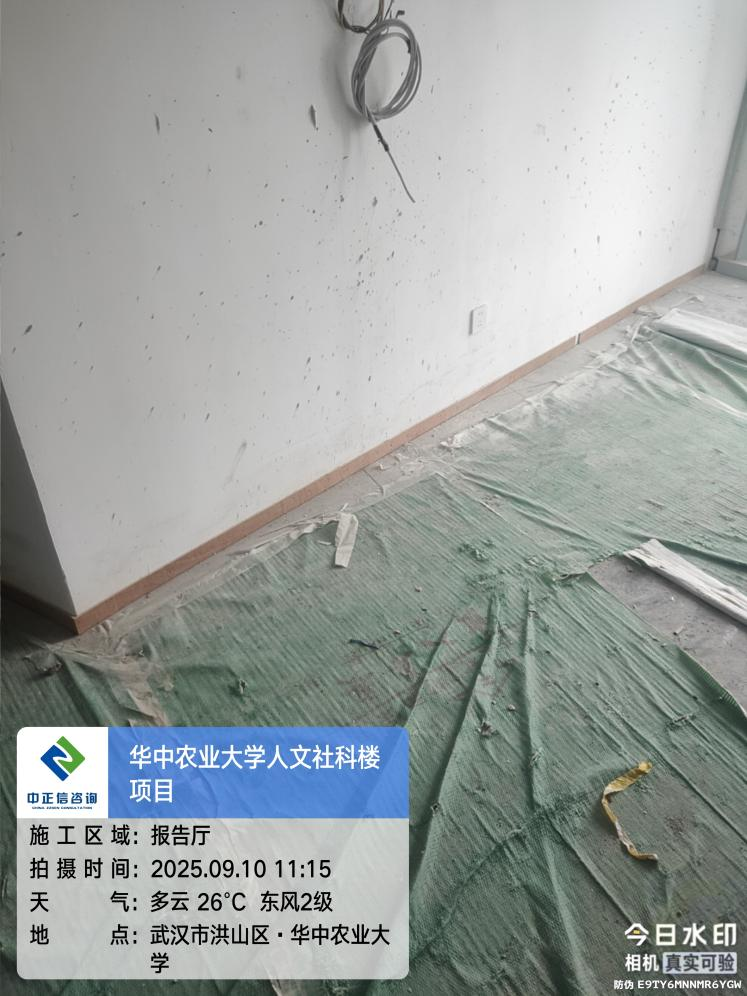 中正信咨询
CHINA ZZXIN CONSULTATION
华中农业大学人文社科楼
项目
施工区域：报告厅
拍摄时间：2025.09.10 11:15
天气：多云 26℃ 东风2级
地点：武汉市洪山区·华中农业大
学
今日水印
相机 真实可验
防伪 E9TY6MNNMR6YGW